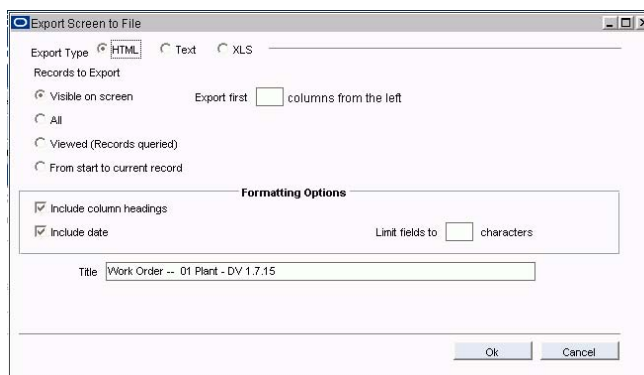 Export Screen to File
Export Type HTML Text XLS
Records to Export
Visible on screen Export first columns from the left
All
Viewed (Records queried)
From start to current record
Formatting Options
Include column headings
Include date Limit fields to characters
Title Work Order -- 01 Plant - DV 1.7.15
Ok Cancel